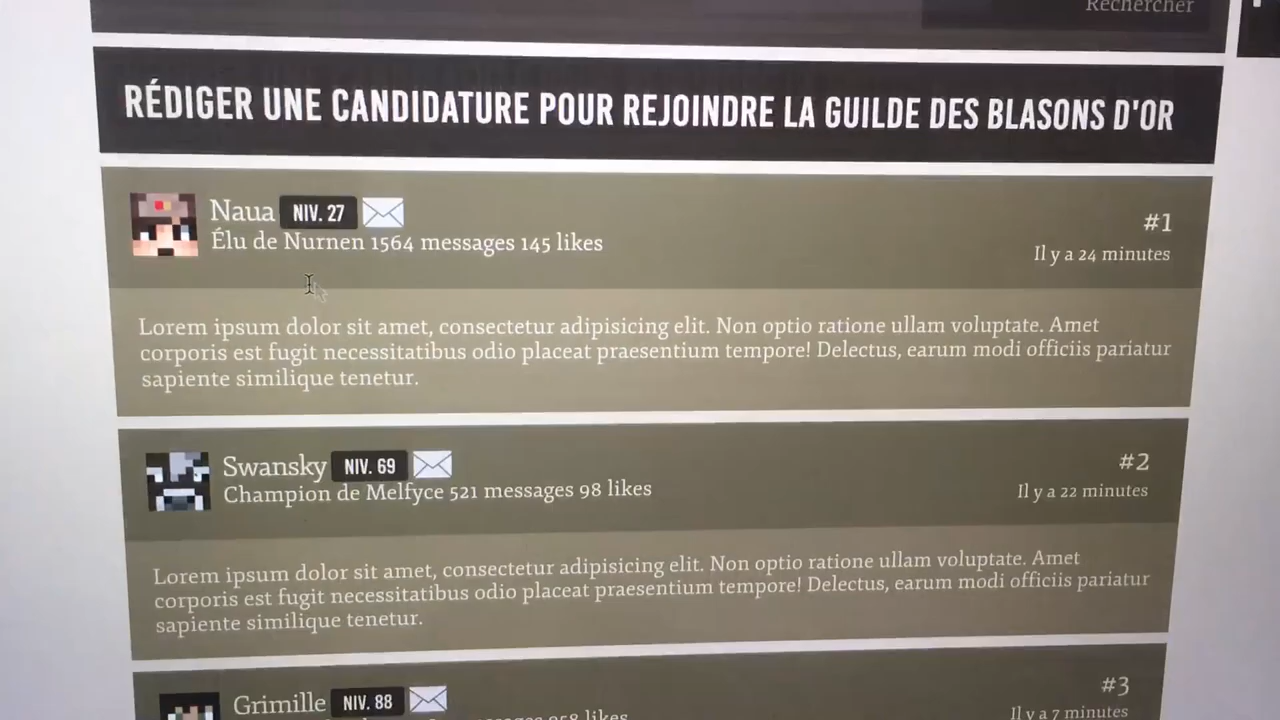 Rechercher
RÉDIGER UNE CANDIDATURE POUR REJOINDRE LA GUILDE DES BLASONS D'OR
Naua NIV. 27
#1
Élu de Nurnen 1564 messages 145 likes
Il y a 24 minutes
Lorem ipsum dolor sit amet, consectetur adipisicing elit. Non optio ratione ullam voluptate. Amet
corporis est fugit necessitatibus odio placeat praesentium tempore! Delectus, earum modi officiis pariatur
sapiente similique tenetur.
Swansky NIV. 69
#2
Champion de Melfyce 521 messages 98 likes
Il y a 22 minutes
Lorem ipsum dolor sit amet, consectetur adipisicing elit. Non optio ratione ullam voluptate. Amet
corporis est fugit necessitatibus odio placeat praesentium tempore! Delectus, earum modi officiis pariatur
sapiente similique tenetur.
Grimille NIV. 88
#3
messages 958 likes
Il y a 7 minutes